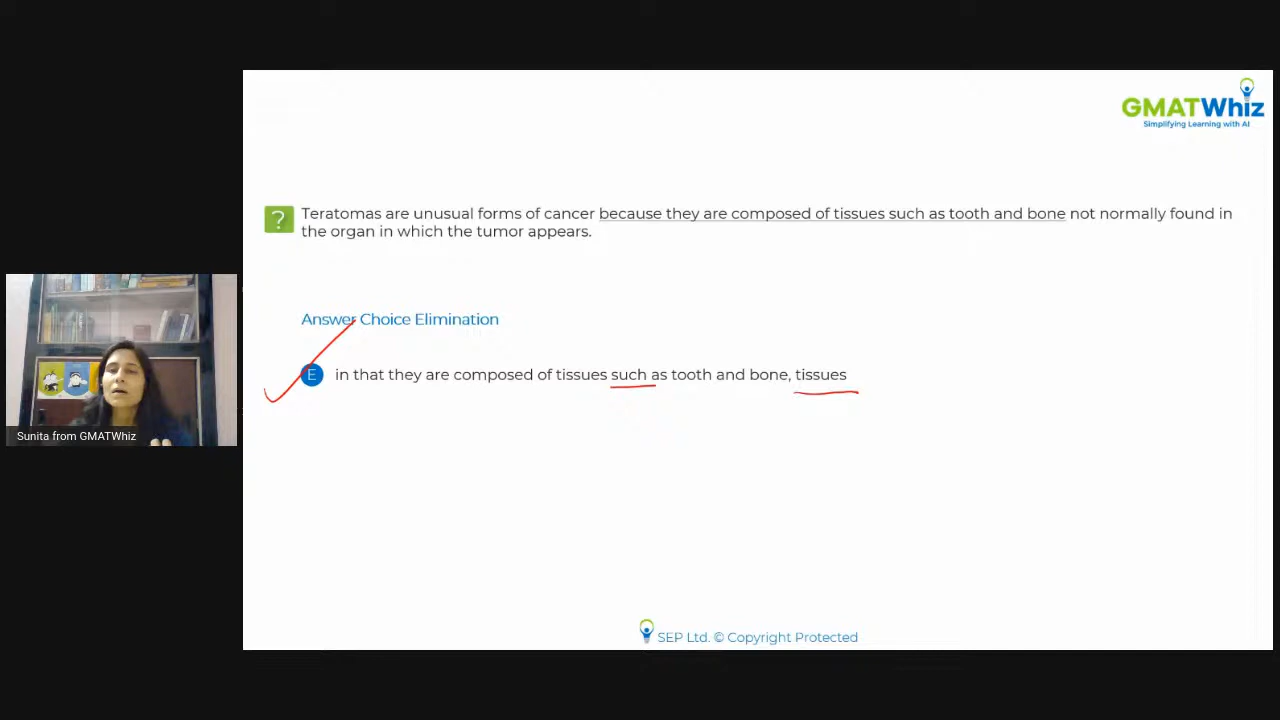 GMATWhiz
Simplifying Learning with AI
? Teratomas are unusual forms of cancer because they are composed of tissues such as tooth and bone not normally found in
the organ in which the tumor appears.
Answer Choice Elimination
E in that they are composed of tissues such as tooth and bone, tissues
Sunita from GMATWhiz
SEP Ltd. © Copyright Protected